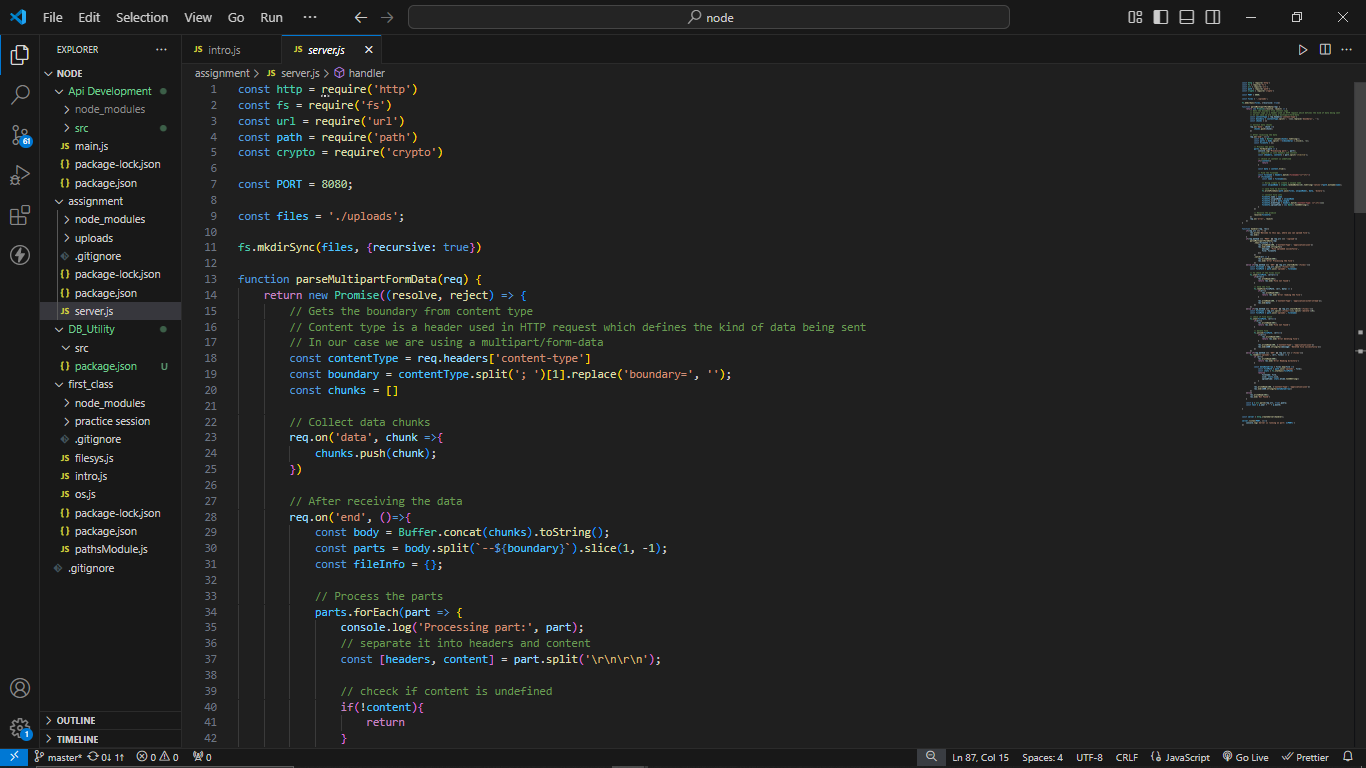 File Edit Selection View Go Run ··· node
EXPLORER ···
NODE
Api Development
node_modules
src
JS main.js
{} package-lock.json
{} package.json
assignment
node_modules
uploads
.gitignore
{} package-lock.json
{} package.json
JS server.js
DB_Utility
src
{} package.json U
first_class
node_modules
practice session
.gitignore
JS filesys.js
JS intro.js
JS os.js
{} package-lock.json
{} package.json
JS pathsModule.js
.gitignore
OUTLINE
TIMELINE
61
1
JS intro.js JS server.js
assignment > JS server.js > handler
1 const http = require('http')
2 const fs = require('fs')
3 const url = require('url')
4 const path = require('path')
5 const crypto = require('crypto')
6
7 const PORT = 8080;
8
9 const files = './uploads';
10
11 fs.mkdirSync(files, {recursive: true})
12
13 function parseMultipartFormData(req) {
14 return new Promise((resolve, reject) => {
15 // Gets the boundary from content type
16 // Content type is a header used in HTTP request which defines the kind of data being sent
17 // In our case we are using a multipart/form-data
18 const contentType = req.headers['content-type']
19 const boundary = contentType.split('; ')[1].replace('boundary=', '');
20 const chunks = []
21
22 // Collect data chunks
23 req.on('data', chunk =>{
24 chunks.push(chunk);
25 })
26
27 // After receiving the data
28 req.on('end', ()=>{
29 const body = Buffer.concat(chunks).toString();
30 const parts = body.split(`--${boundary}`).slice(1, -1);
31 const fileInfo = {};
32
33 // Process the parts
34 parts.forEach(part => {
35 console.log('Processing part:', part);
36 // separate it into headers and content
37 const [headers, content] = part.split('\r\n\r\n');
38
39 // chceck if content is undefined
40 if(!content){
41 return
42 }
master* 0↓ 1↑ 0 0 0 Ln 87, Col 15 Spaces: 4 UTF-8 CRLF {} JavaScript Go Live Prettier